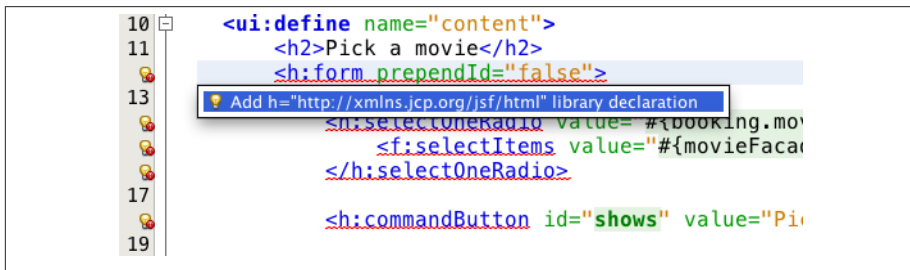 10 <ui:define name="content">
11 <h2>Pick a movie</h2>
<h:form prependId="false">
13
Add h="http://xmlns.jcp.org/jsf/html" library declaration
<h:selectOneRadio value="#{booking.mov
<f:selectItems value="#{movieFacad
</h:selectOneRadio>
17
<h:commandButton id="shows" value="Pi
19